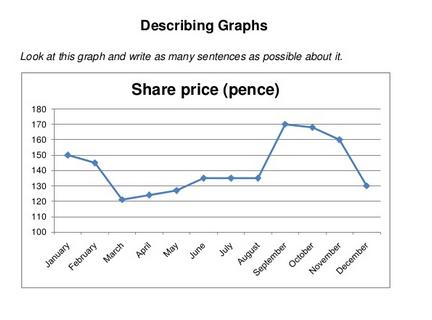 Describing Graphs
Look at this graph and write as many sentences as possible about it.
Share price (pence)
180
170
160
150
140
130
120
110
100
January
February
March
April
May
June
July
August
September
October
November
December